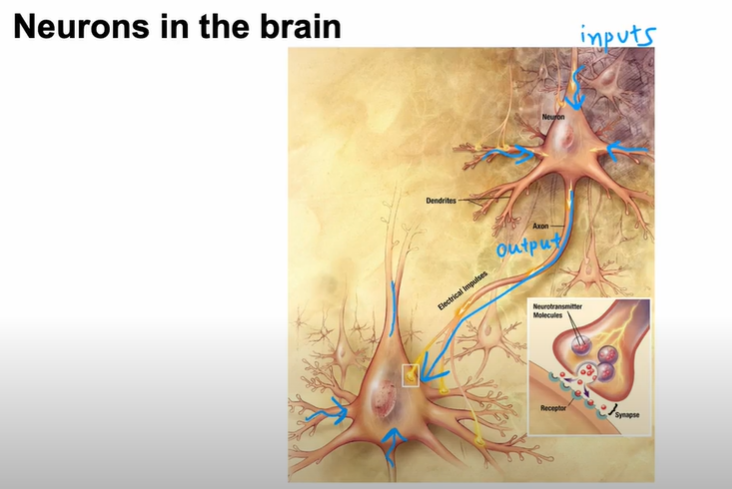 Neurons in the brain
inputs
Neuron
Dendrites
Axon
output
Electrical Impulses
Neurotransmitter
Molecules
Receptor
Synapse